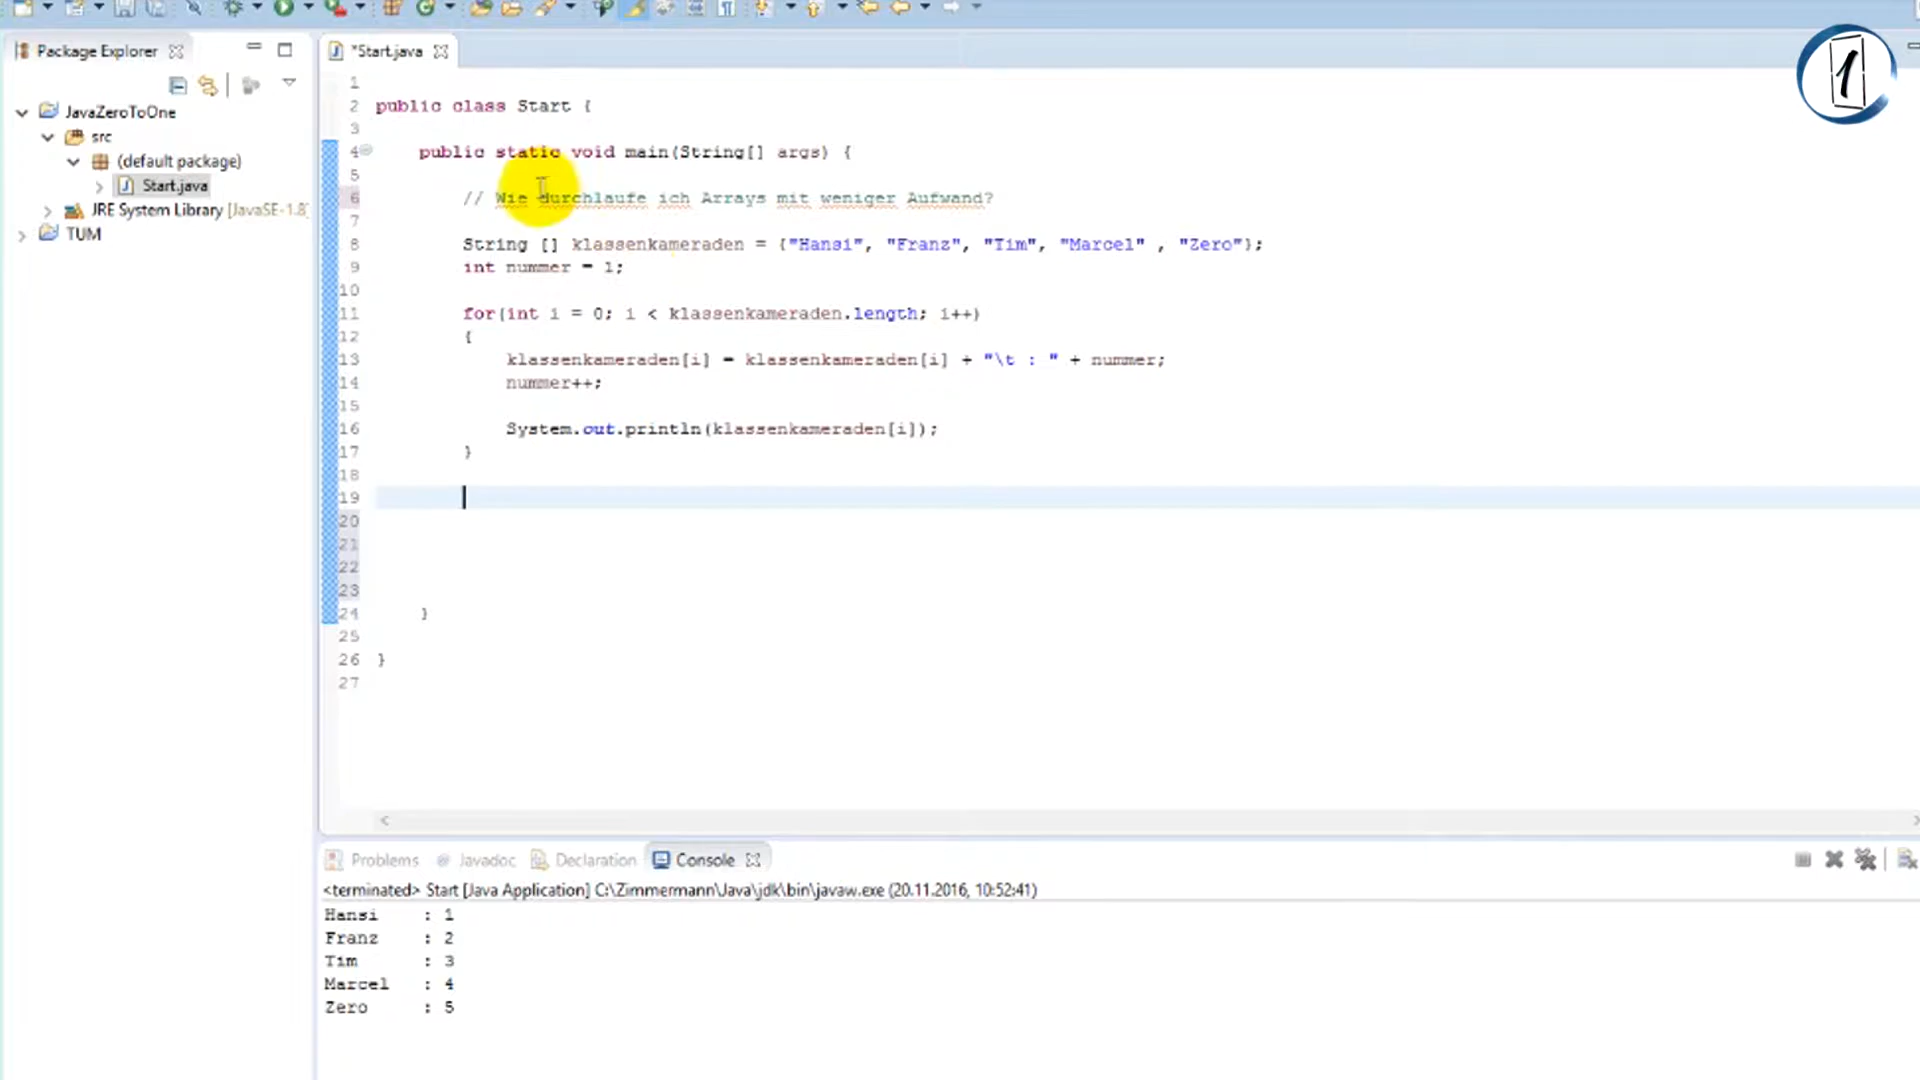 Package Explorer
*Start.java
JavaZeroToOne
src
(default package)
Start.java
JRE System Library [JavaSE-1.8]
TUM
1
2 public class Start {
3
4 public static void main(String[] args) {
5
6 // Wie durchlaufe ich Arrays mit weniger Aufwand?
7
8 String [] klassenkameraden = {"Hansi", "Franz", "Tim", "Marcel" , "Zero"};
9 int nummer = 1;
10
11 for(int i = 0; i < klassenkameraden.length; i++)
12 {
13 klassenkameraden[i] = klassenkameraden[i] + "\t : " + nummer;
14 nummer++;
15
16 System.out.println(klassenkameraden[i]);
17 }
18
19
20
21
22
23
24 }
25
26 }
27
1
Problems @ Javadoc Declaration Console
<terminated> Start [Java Application] C:\Zimmermann\Java\jdk\bin\javaw.exe (20.11.2016, 10:52:41)
Hansi : 1
Franz : 2
Tim : 3
Marcel : 4
Zero : 5